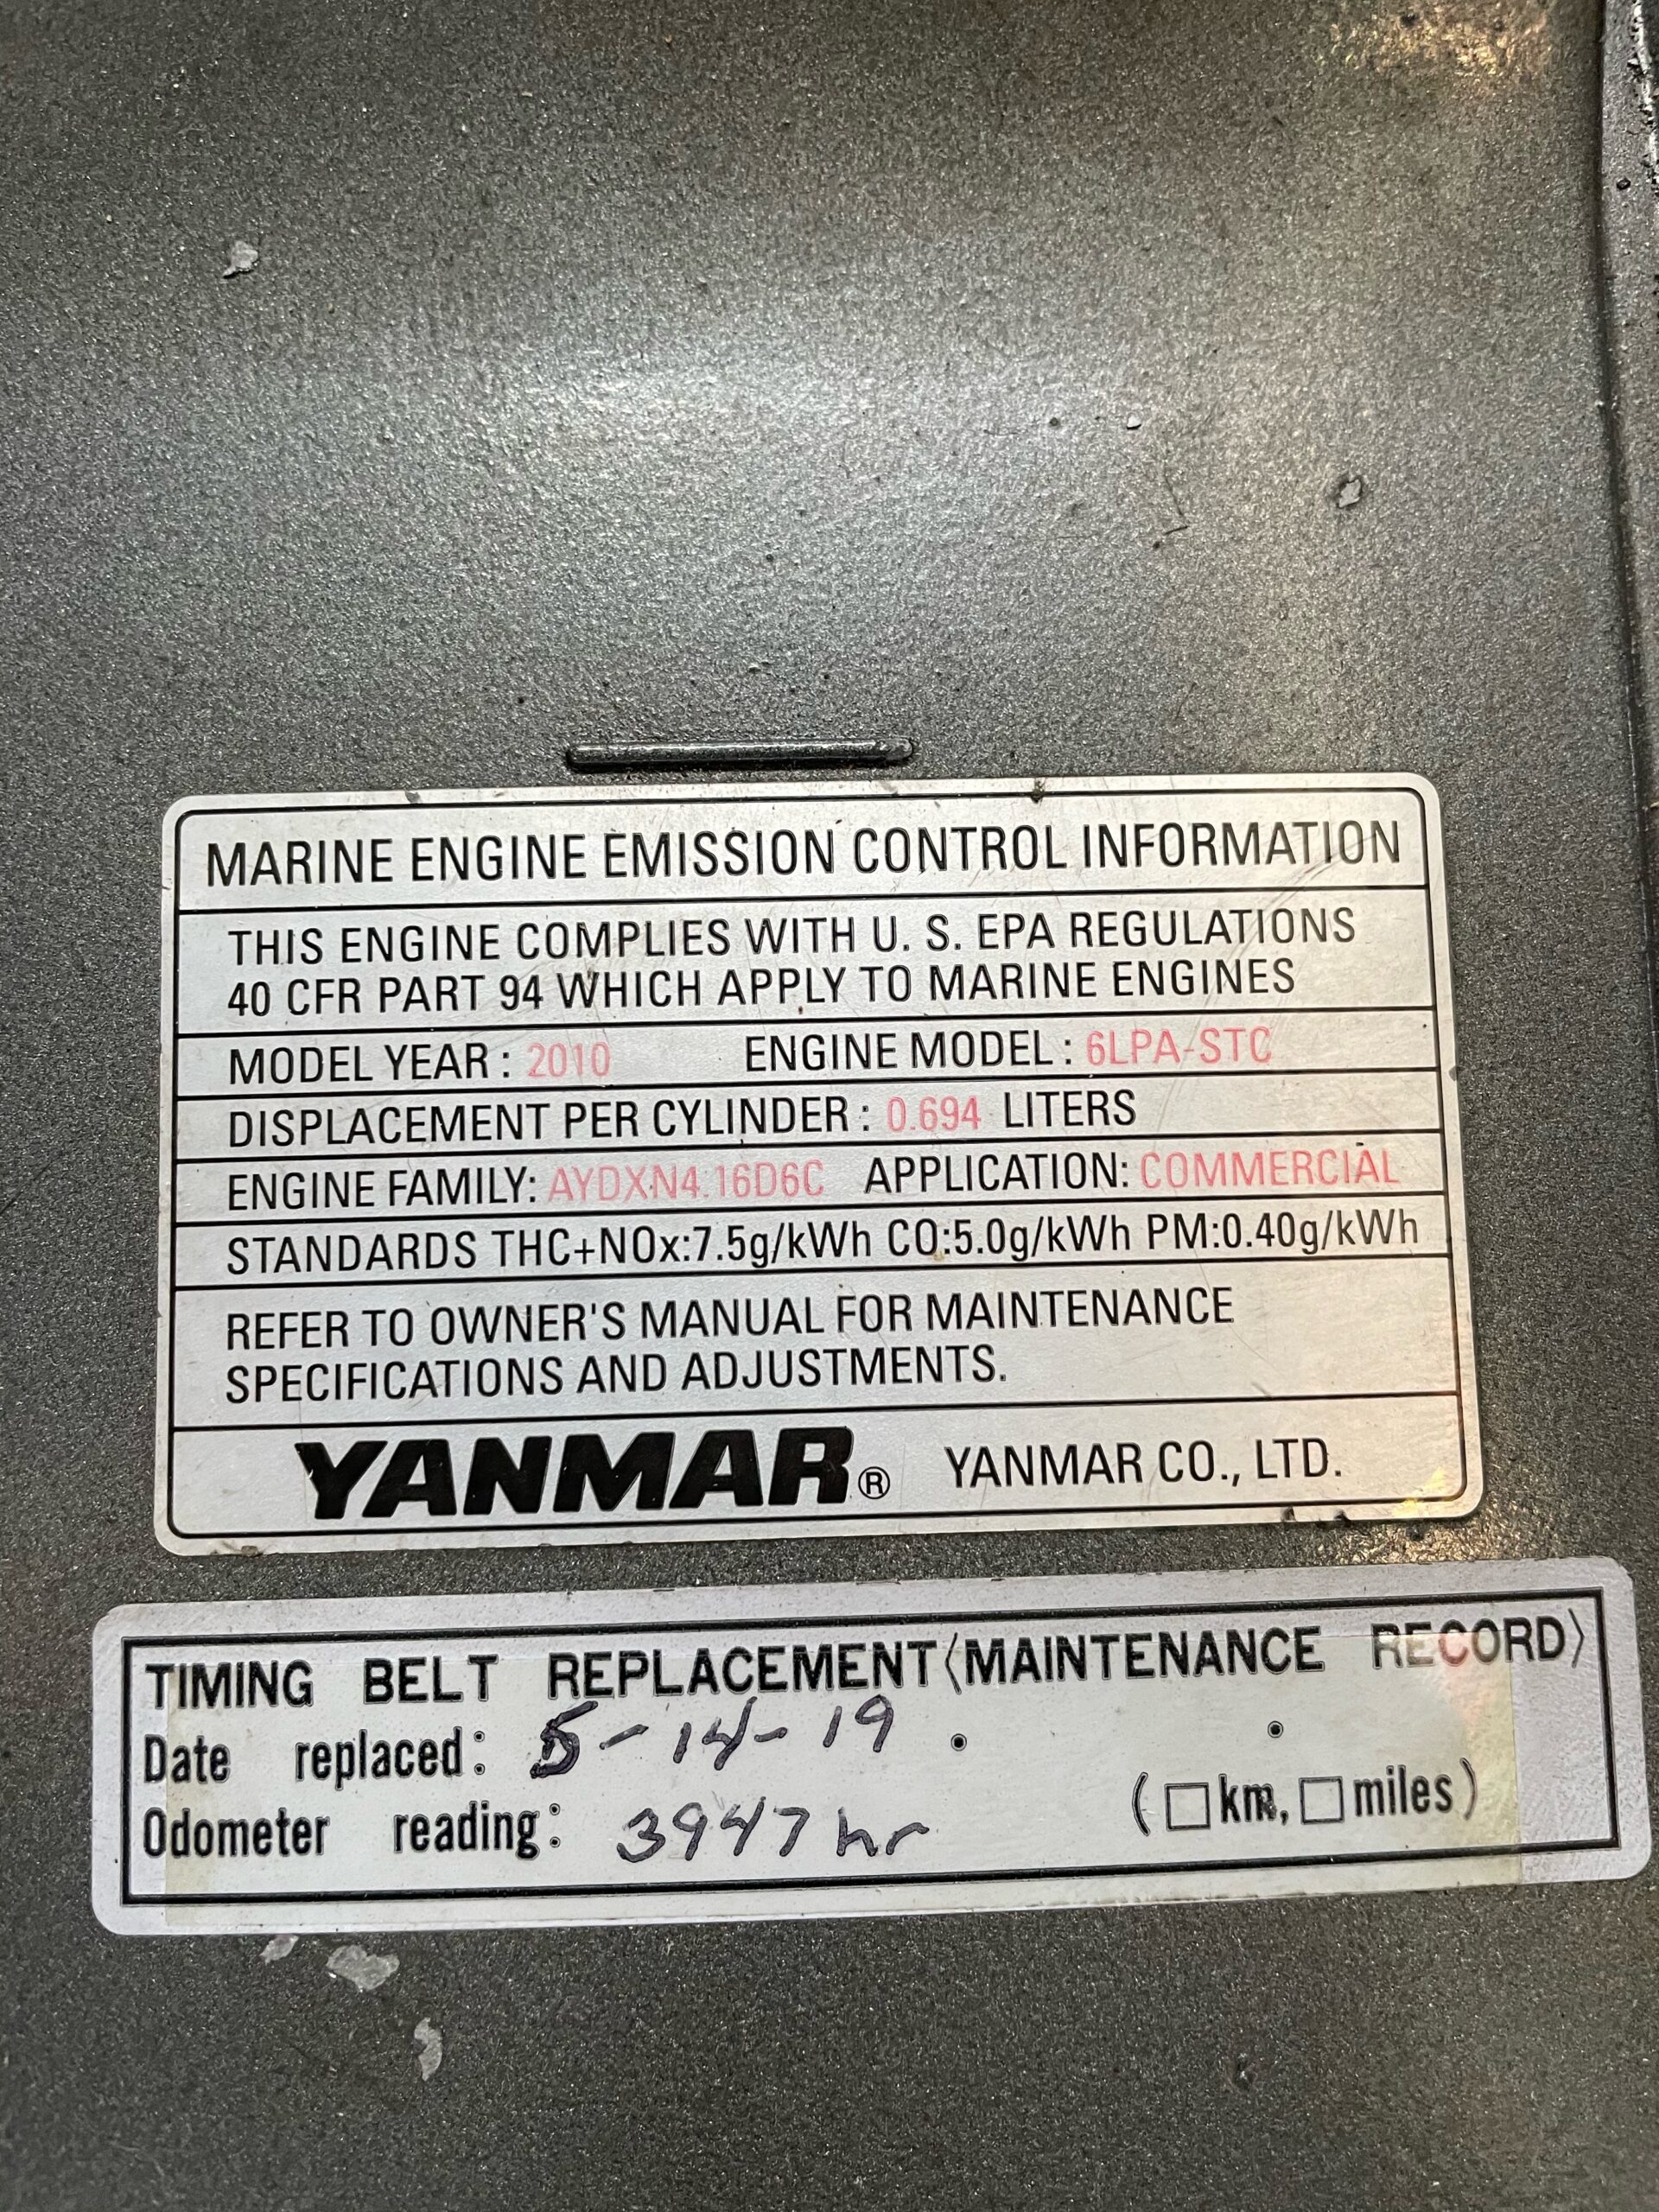 MARINE ENGINE EMISSION CONTROL INFORMATION
THIS ENGINE COMPLIES WITH U. S. EPA REGULATIONS
40 CFR PART 94 WHICH APPLY TO MARINE ENGINES
MODEL YEAR : 2010 ENGINE MODEL : 6LPA-STC
DISPLACEMENT PER CYLINDER : 0.694 LITERS
ENGINE FAMILY: AYDXN4.16D6C APPLICATION: COMMERCIAL
STANDARDS THC+NOx:7.5g/kWh CO:5.0g/kWh PM:0.40g/kWh
REFER TO OWNER'S MANUAL FOR MAINTENANCE
SPECIFICATIONS AND ADJUSTMENTS.
YANMAR® YANMAR CO., LTD.
TIMING BELT REPLACEMENT〈MAINTENANCE RECORD〉
Date replaced: 5-14-19 . .
Odometer reading: 3947 hr (□km, □miles)